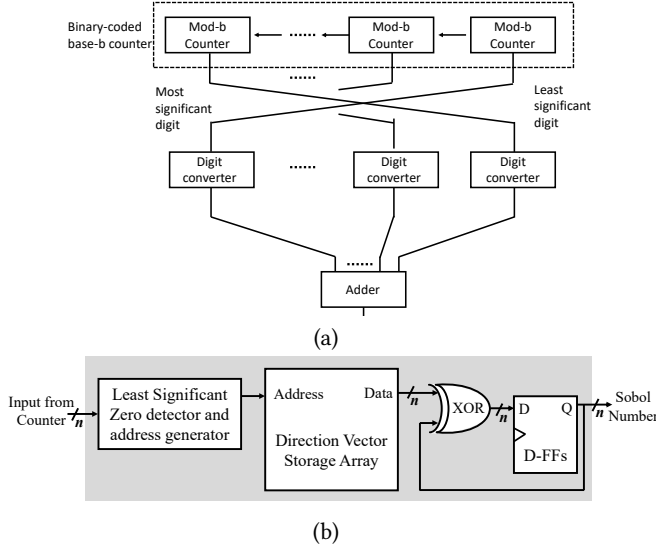 Binary-coded
base-b counter
Mod-b
Counter
......
Mod-b
Counter
Mod-b
Counter
......
Most
significant
digit
Least
significant
digit
Digit
converter
......
Digit
converter
Digit
converter
......
Adder
(a)
Input from
Counter
n
Least Significant
Zero detector and
address generator
Address
Data
Direction Vector
Storage Array
n
XOR
n
D
Q
D-FFs
n
Sobol
Number
(b)